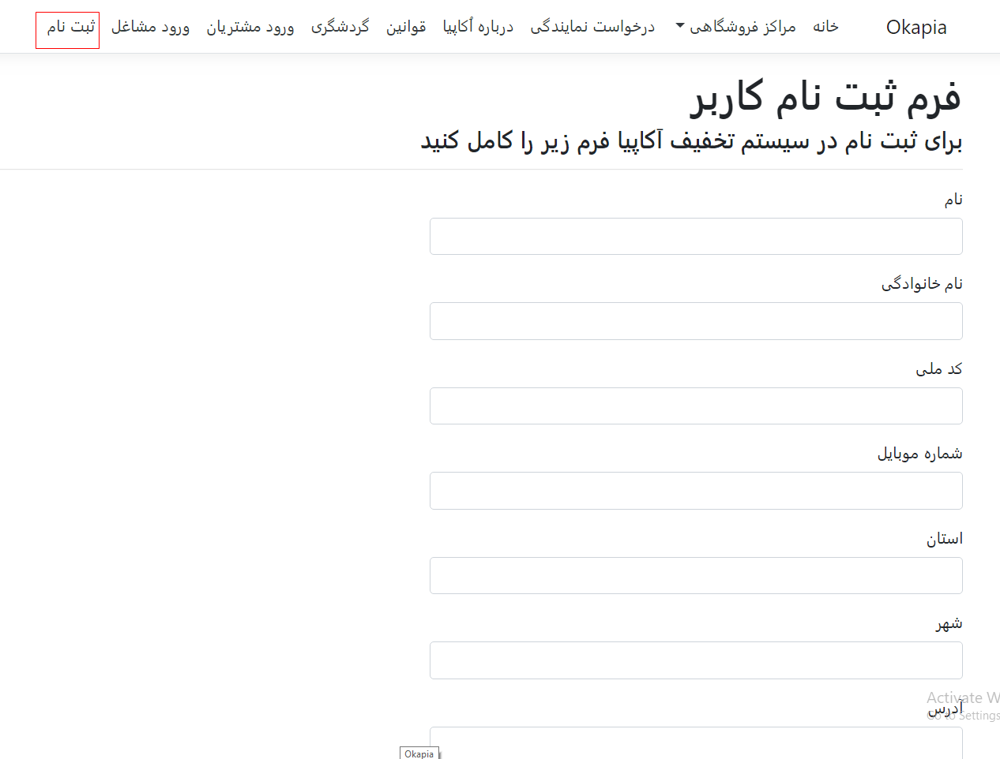 Okapia خانه مراکز فروشگاهی درخواست نمایندگی درباره اُکاپیا قوانین گردشگری ورود مشتریان ورود مشاغل ثبت نام
فرم ثبت نام کاربر
برای ثبت نام در سیستم تخفیف اُکاپیا فرم زیر را کامل کنید
نام
نام خانوادگی
کد ملی
شماره موبایل
استان
شهر
Activate W
آدرس
Go to Settings
Okapia